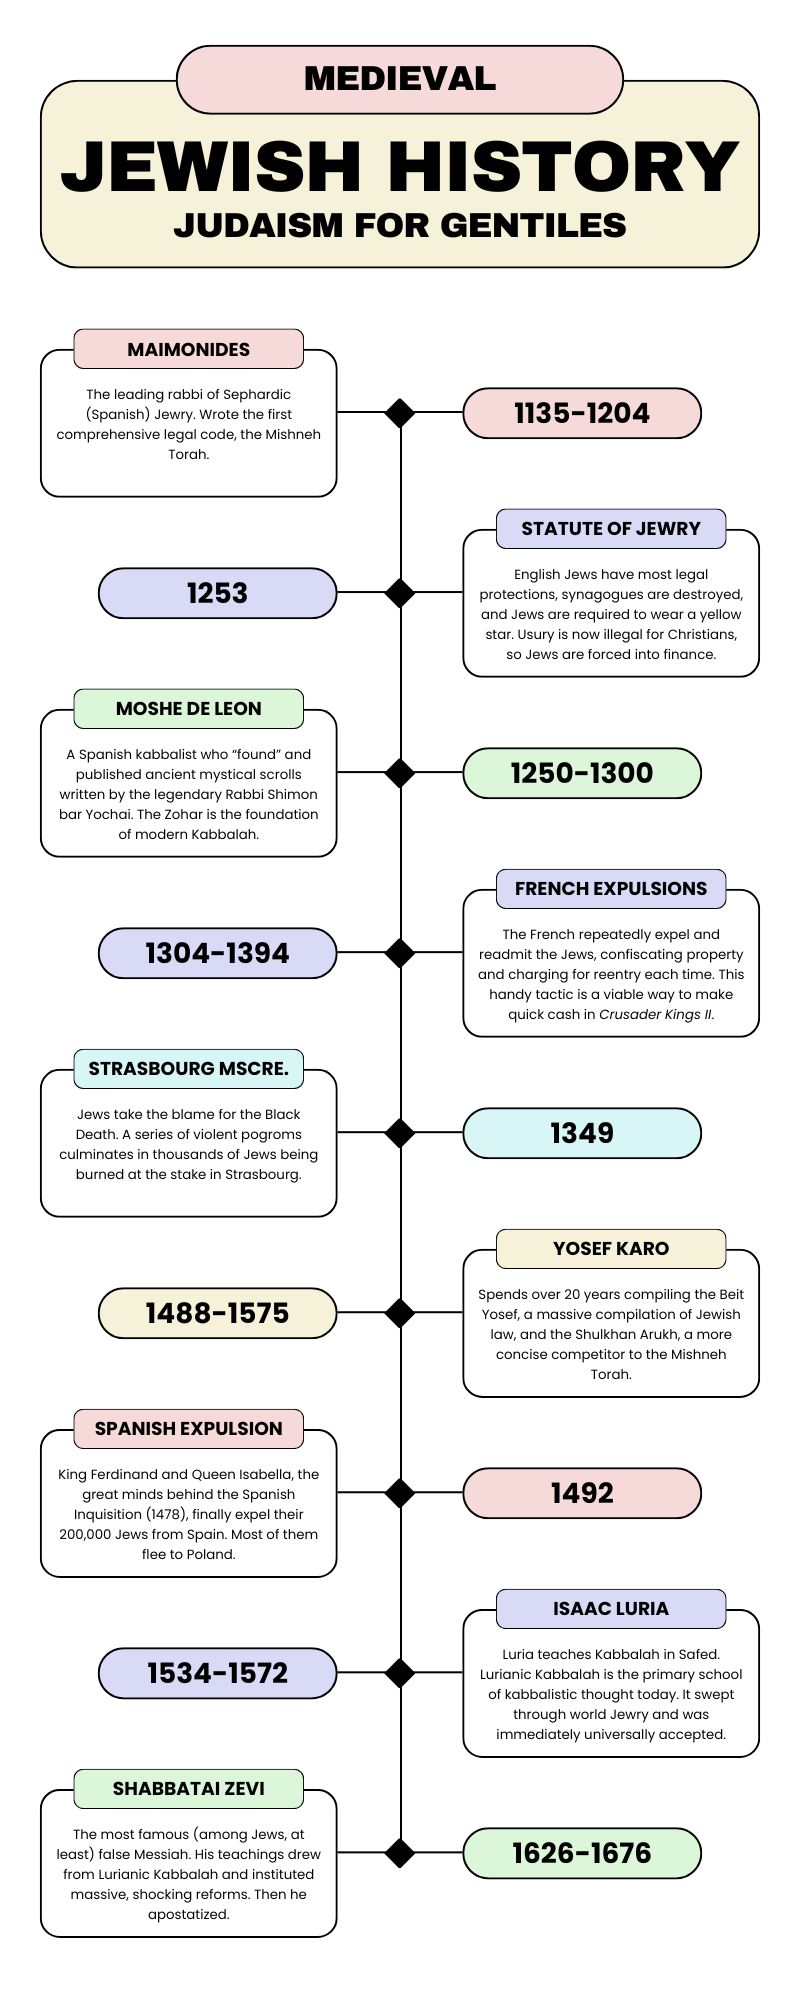 MEDIEVAL
JEWISH HISTORY
JUDAISM FOR GENTILES
MAIMONIDES
The leading rabbi of Sephardic
(Spanish) Jewry. Wrote the first
comprehensive legal code, the Mishneh
Torah.
1135-1204
STATUTE OF JEWRY
English Jews have most legal
protections, synagogues are destroyed,
and Jews are required to wear a yellow
star. Usury is now illegal for Christians,
so Jews are forced into finance.
1253
MOSHE DE LEON
A Spanish kabbalist who “found” and
published ancient mystical scrolls
written by the legendary Rabbi Shimon
bar Yochai. The Zohar is the foundation
of modern Kabbalah.
1250-1300
FRENCH EXPULSIONS
The French repeatedly expel and
readmit the Jews, confiscating property
and charging for reentry each time. This
handy tactic is a viable way to make
quick cash in Crusader Kings II.
1304-1394
STRASBOURG MSCRE.
Jews take the blame for the Black
Death. A series of violent pogroms
culminates in thousands of Jews being
burned at the stake in Strasbourg.
1349
YOSEF KARO
Spends over 20 years compiling the Beit
Yosef, a massive compilation of Jewish
law, and the Shulkhan Arukh, a more
concise competitor to the Mishneh
Torah.
1488-1575
SPANISH EXPULSION
King Ferdinand and Queen Isabella, the
great minds behind the Spanish
Inquisition (1478), finally expel their
200,000 Jews from Spain. Most of them
flee to Poland.
1492
ISAAC LURIA
Luria teaches Kabbalah in Safed.
Lurianic Kabbalah is the primary school
of kabbalistic thought today. It swept
through world Jewry and was
immediately universally accepted.
1534-1572
SHABBATAI ZEVI
The most famous (among Jews, at
least) false Messiah. His teachings drew
from Lurianic Kabbalah and instituted
massive, shocking reforms. Then he
apostatized.
1626-1676